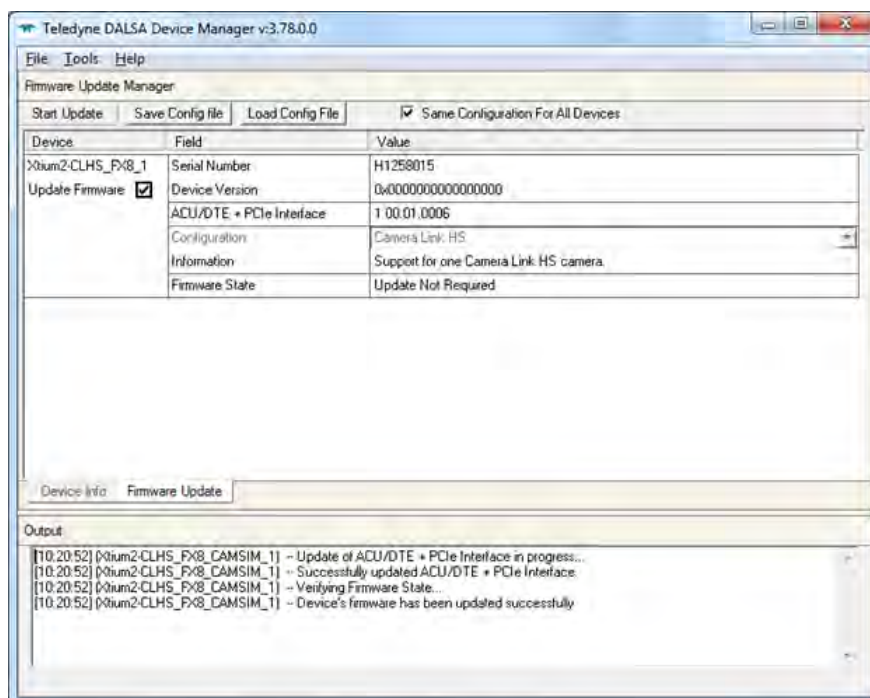 Teledyne DALSA Device Manager v:3.78.0.0
File Tools Help
Firmware Update Manager
Start Update Save Config file Load Config File Same Configuration For All Devices
Device Field Value
Xtium2-CLHS_FX8_1 Serial Number H1258015
Update Firmware Device Version 0x0000000000000000
ACU/DTE + PCIe Interface 1.00.01.0006
Configuration Camera Link HS
Information Support for one Camera Link HS camera.
Firmware State Update Not Required
Device Info Firmware Update
Output
[10:20:52] [Xtium2-CLHS_FX8_CAMSIM_1] -- Update of ACU/DTE + PCIe Interface in progress...
[10:20:52] [Xtium2-CLHS_FX8_CAMSIM_1] -- Successfully updated ACU/DTE + PCIe Interface
[10:20:52] [Xtium2-CLHS_FX8_CAMSIM_1] -- Verifying Firmware State...
[10:20:52] [Xtium2-CLHS_FX8_CAMSIM_1] -- Device's firmware has been updated successfully